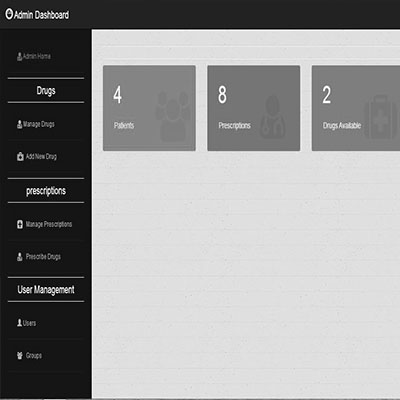 Admin Dashboard
Admin Home
Drugs
Manage Drugs
Add New Drug
prescriptions
Manage Prescriptions
Prescribe Drugs
User Management
Users
Groups
4
Patients
8
Prescriptions
2
Drugs Available